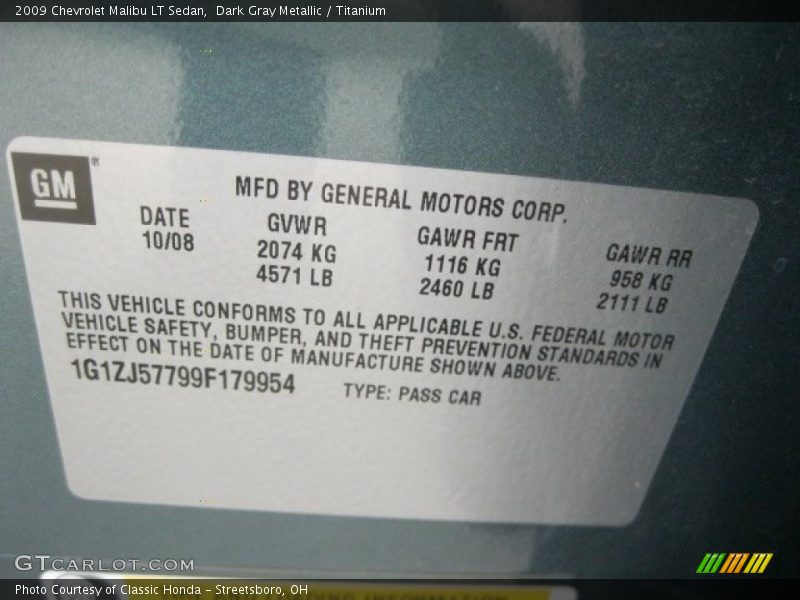 2009 Chevrolet Malibu LT Sedan,  Dark Gray Metallic / Titanium
GM®
MFD BY GENERAL MOTORS CORP.
DATE GVWR GAWR FRT GAWR RR
10/08 2074 KG 1116 KG 958 KG
4571 LB 2460 LB 2111 LB
THIS VEHICLE CONFORMS TO ALL APPLICABLE U.S. FEDERAL MOTOR
VEHICLE SAFETY, BUMPER, AND THEFT PREVENTION STANDARDS IN
EFFECT ON THE DATE OF MANUFACTURE SHOWN ABOVE.
1G1ZJ57799F179954 TYPE: PASS CAR
GTCARLOT.COM
INFORMATION
Photo Courtesy of Classic Honda - Streetsboro, OH